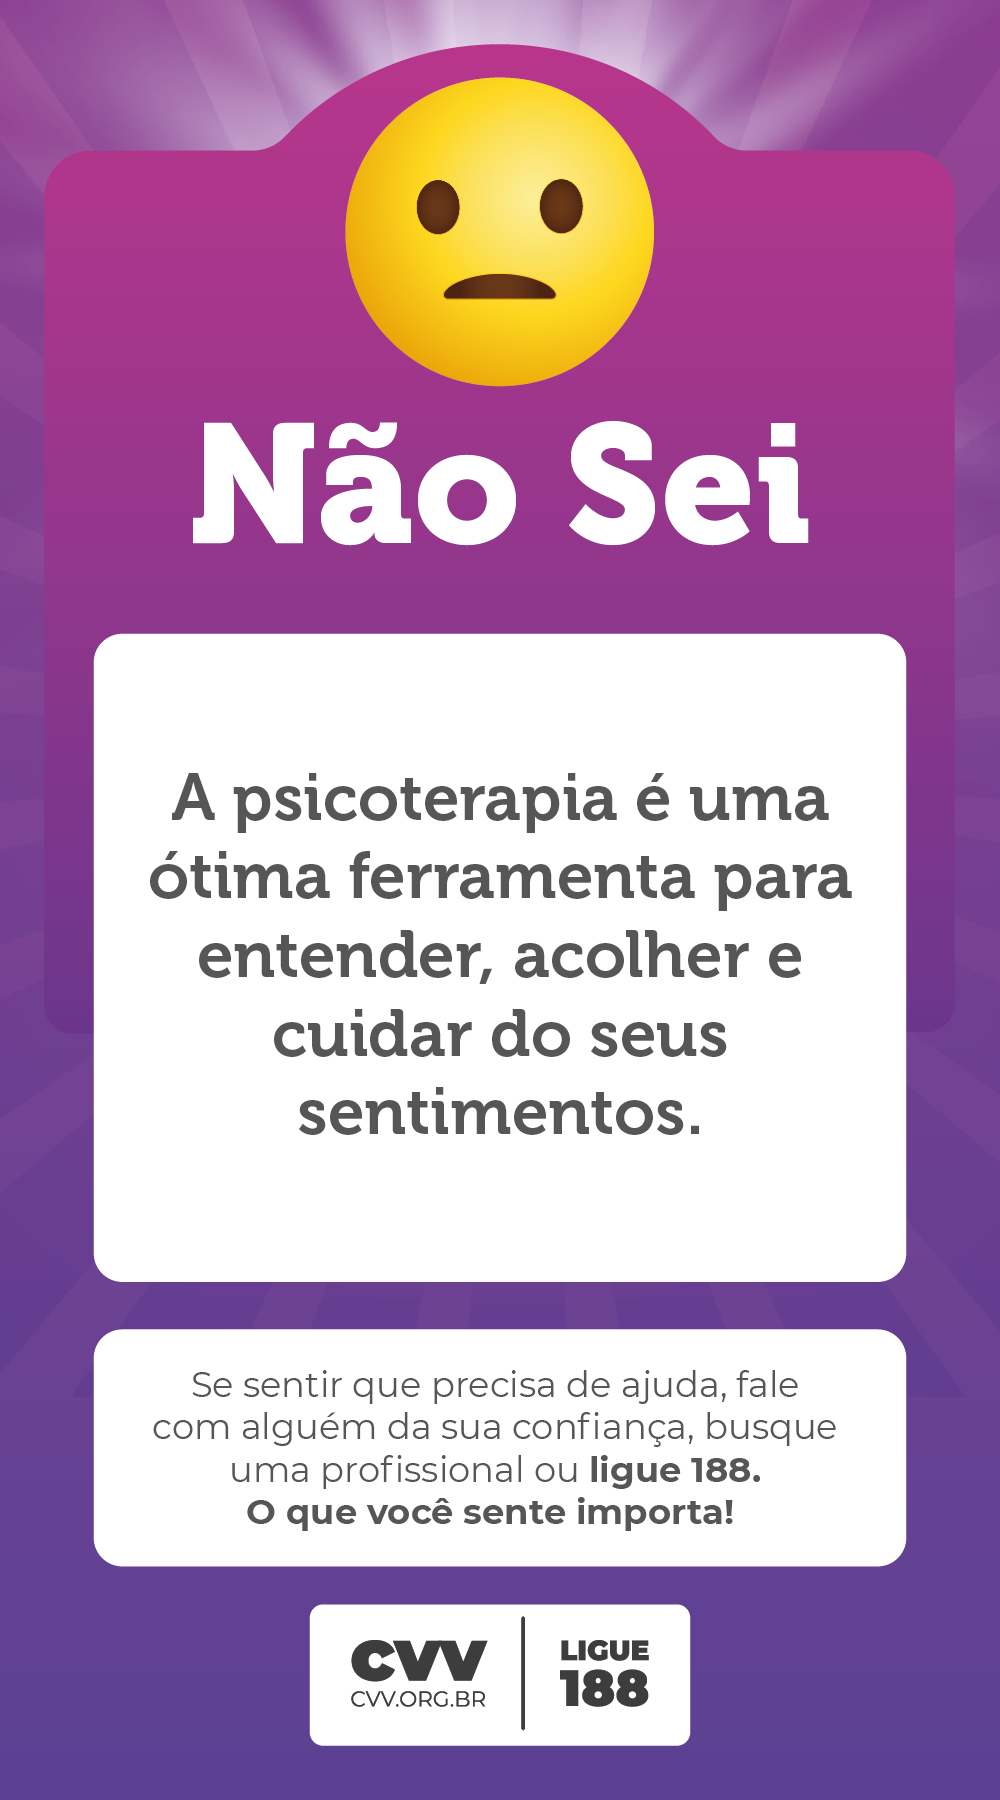 Não Sei
A psicoterapia é uma
ótima ferramenta para
entender, acolher e
cuidar do seus
sentimentos.
Se sentir que precisa de ajuda, fale
com alguém da sua confiança, busque
uma profissional ou ligue 188.
O que você sente importa!
CVV
CVV.ORG.BR
LIGUE
188